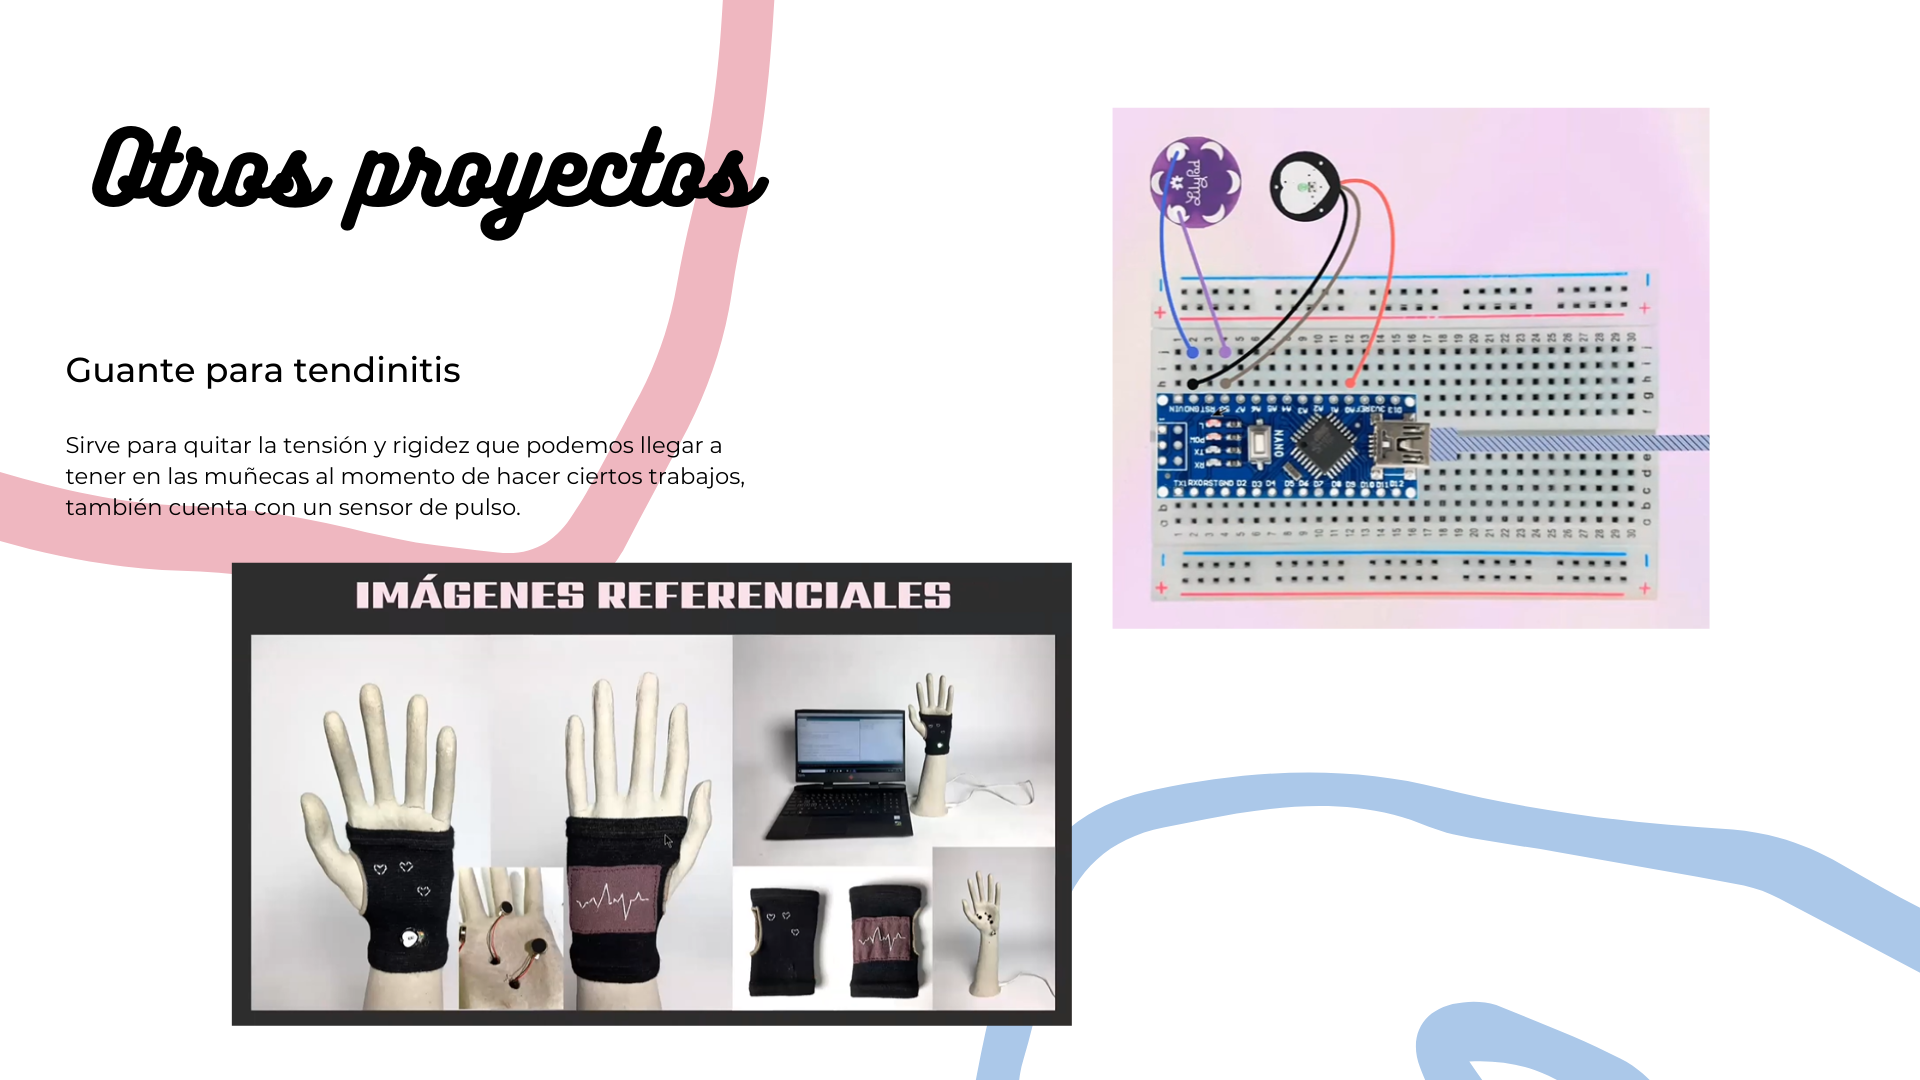 Otros proyectos
Guante para tendinitis
Sirve para quitar la tensión y rigidez que podemos llegar a
tener en las muñecas al momento de hacer ciertos trabajos,
también cuenta con un sensor de pulso.
IMÁGENES REFERENCIALES
LilyPad
NANO